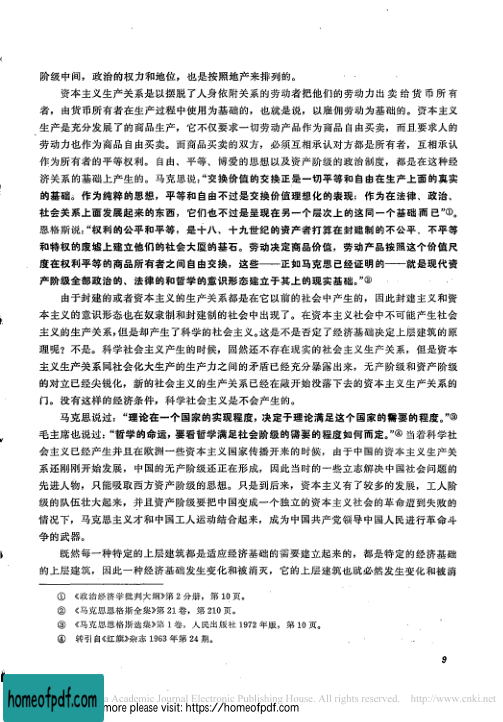 阶级中间，政治的权力和地位，也是按照地产来排列的。
资本主义生产关系是以摆脱了人身依附关系的劳动者把他们的劳动力出卖给货币所有
者，由货币所有者在生产过程中使用为基础的，也就是说，以雇佣劳动为基础的。资本主义
生产是充分发展了的商品生产，它不仅要求一切劳动产品作为商品自由买卖，而且要求人的
劳动力也作为商品自由买卖。而商品买卖的双方，必须互相承认对方都是所有者，互相承认
作为所有者的平等权利。自由、平等、博爱的思想以及资产阶级的政治制度，都是在这种经
济关系的基础上产生的。马克思说：“交换价值的交换正是一切平等和自由在生产上面的真实
的基础。作为纯粹的思想，平等和自由不过是交换价值理想化的表现；作为在法律、政治、
社会关系上面发展起来的东西，它们也不过是呈现在另一个层次上的这同一个基础而已”①。
恩格斯说：“权利的公平和平等，是十八、十九世纪的资产者打算在封建制的不公平、不平等
和特权的废墟上建立他们的社会大厦的基石。劳动决定商品价值，劳动产品按照这个价值尺
度在权利平等的商品所有者之间自由交换，这些——正如马克思已经证明的——就是现代资
产阶级全部政治的、法律的和哲学的意识形态建立于其上的现实基础。”②
由于封建的或者资本主义的生产关系都是在它以前的社会中产生的，因此封建主义和资
本主义的意识形态也在奴隶制和封建制的社会中出现了。在资本主义社会中不可能产生社会
主义的生产关系，但是却产生了科学的社会主义。这是不是否定了经济基础决定上层建筑的原
理呢？不是。科学社会主义产生的时候，固然还不存在现实的社会主义生产关系，但是资本
主义生产关系同社会化大生产的生产力之间的矛盾已经充分暴露出来，无产阶级和资产阶级
的对立已经尖锐化，新的社会主义的生产关系已经在敲开始没落下去的资本主义生产关系的
门。没有这样的经济条件，科学社会主义是不会产生的。
马克思说过：“理论在一个国家的实现程度，决定于理论满足这个国家的需要的程度。”③
毛主席也说过：“哲学的命运，要看哲学满足社会阶级的需要的程度如何而定。”④当着科学社
会主义已经产生并且在欧洲一些资本主义国家传播开来的时候，由于中国的资本主义生产关
系还刚刚开始发展，中国的无产阶级还正在形成，因此当时的一些立志解决中国社会问题的
先进人物，只能吸取西方资产阶级的思想。只是到后来，资本主义有了较多的发展，工人阶
级的队伍壮大起来，并且资产阶级要把中国变成一个独立的资本主义社会的革命遭到失败的
情况下，马克思主义才和中国工人运动结合起来，成为中国共产党领导中国人民进行革命斗
争的武器。
既然每一种特定的上层建筑都是适应经济基础的需要建立起来的，都是特定的经济基础
的上层建筑，因此一种经济基础发生变化和被消灭，它的上层建筑也就必然发生变化和被消
① 《政治经济学批判大纲》第2分册，第10页。
② 《马克思恩格斯全集》第21卷，第210页。
③ 《马克思恩格斯选集》第1卷，人民出版社1972年版，第10页。
④ 转引自《红旗》杂志1963年第24期。
9
Academic Journal Electronic Publishing House. All rights reserved. http://www.cnki.net
homeofpdf.com
more please visit: https://homeofpdf.com